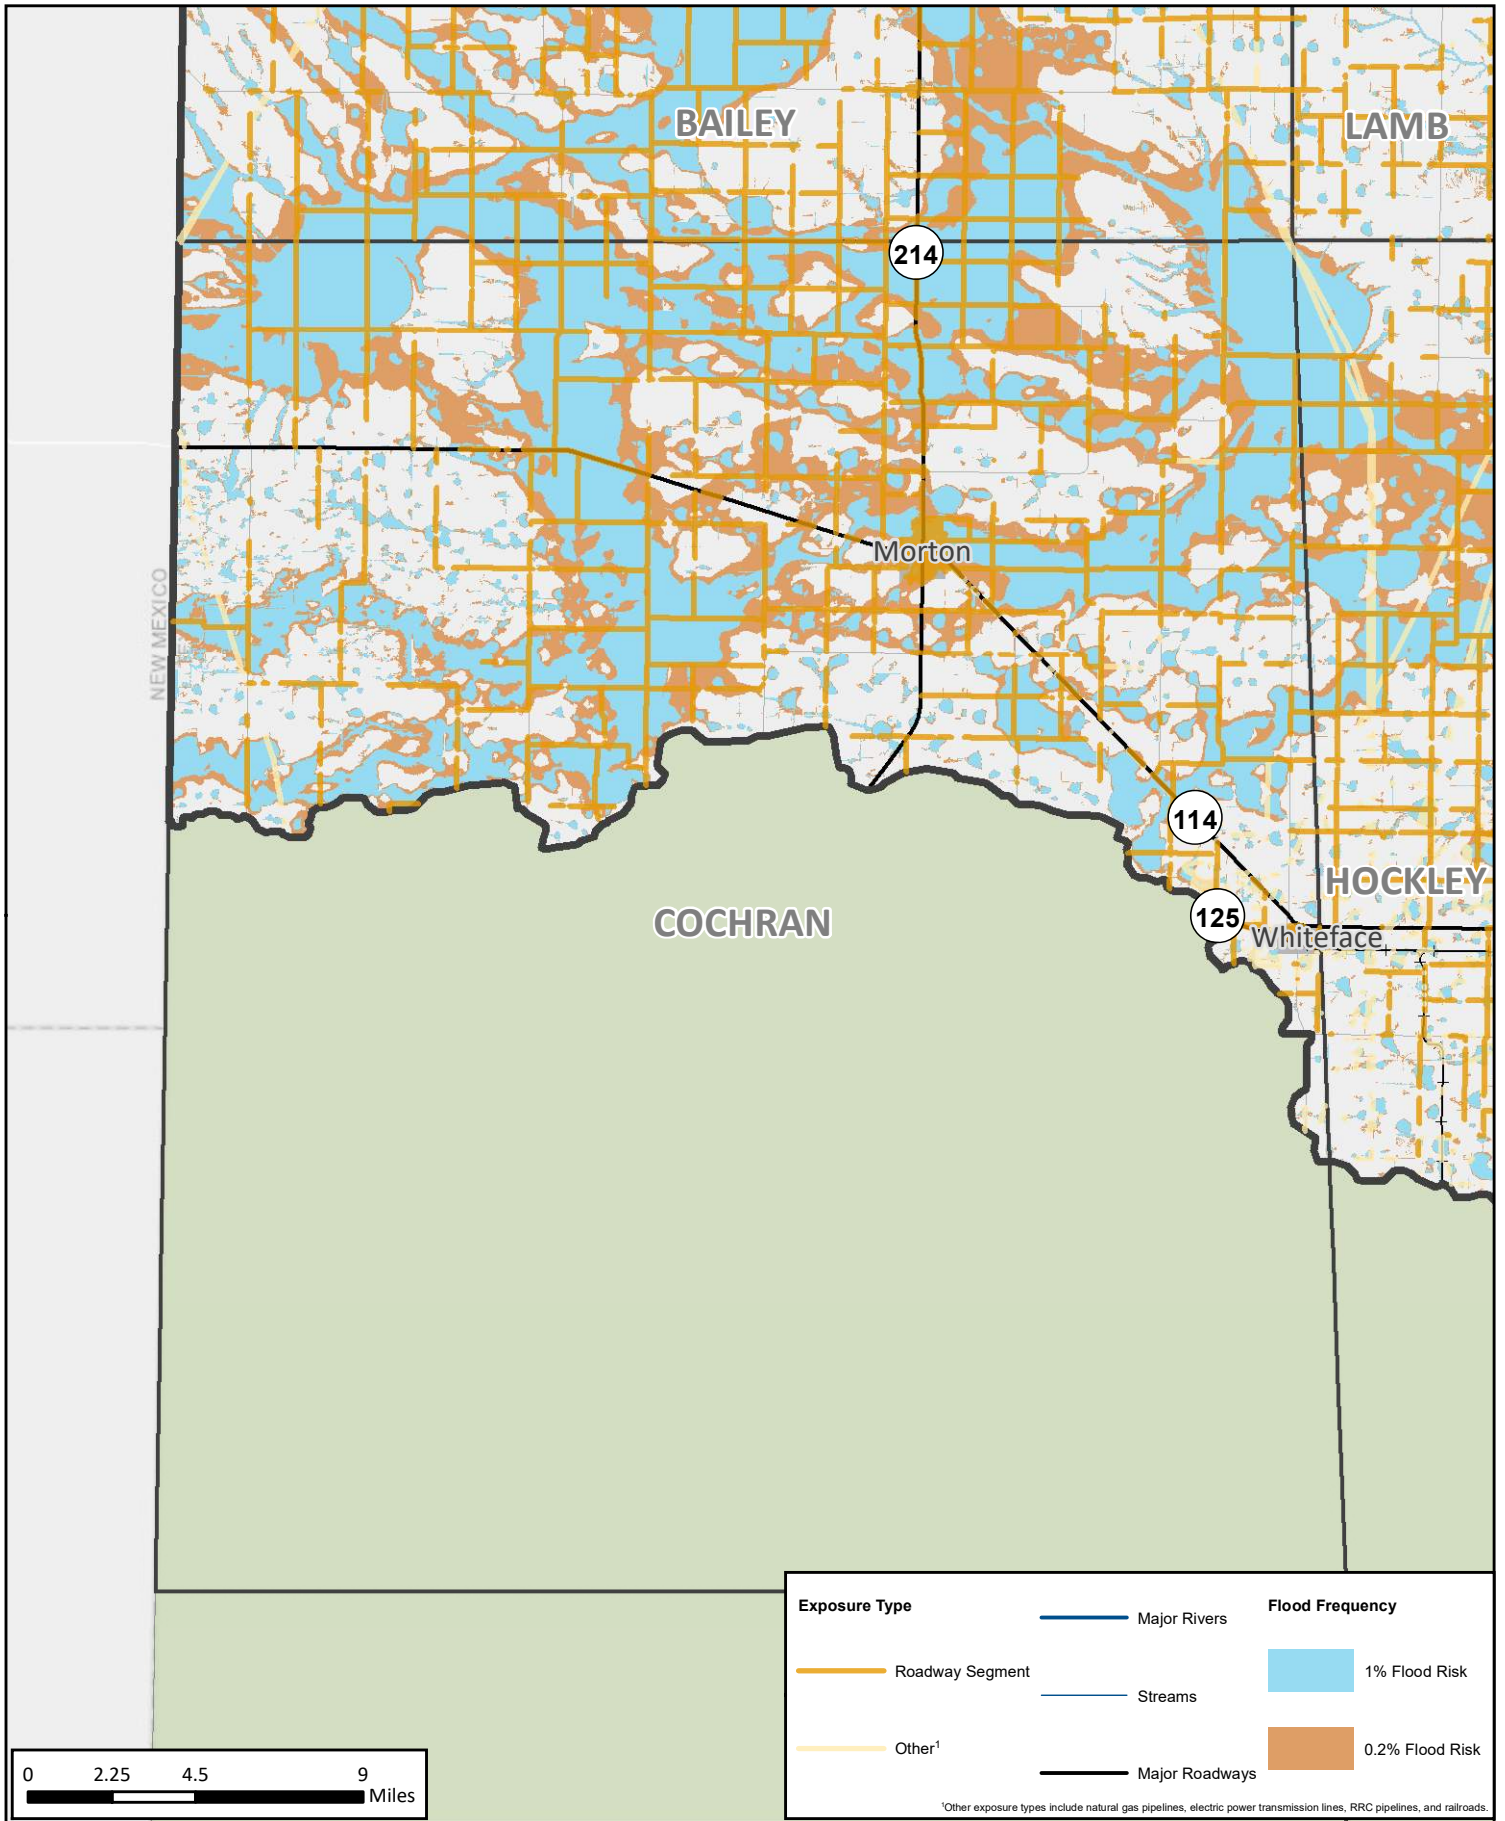 BAILEY
LAMB
214
Morton
NEW MEXICO
114
HOCKLEY
125
COCHRAN
Whiteface
Exposure Type
Roadway Segment
Other1
Major Rivers
Streams
Major Roadways
Flood Frequency
1% Flood Risk
0.2% Flood Risk
1Other exposure types include natural gas pipelines, electric power transmission lines, RRC pipelines, and railroads.
0 2.25 4.5 9
Miles